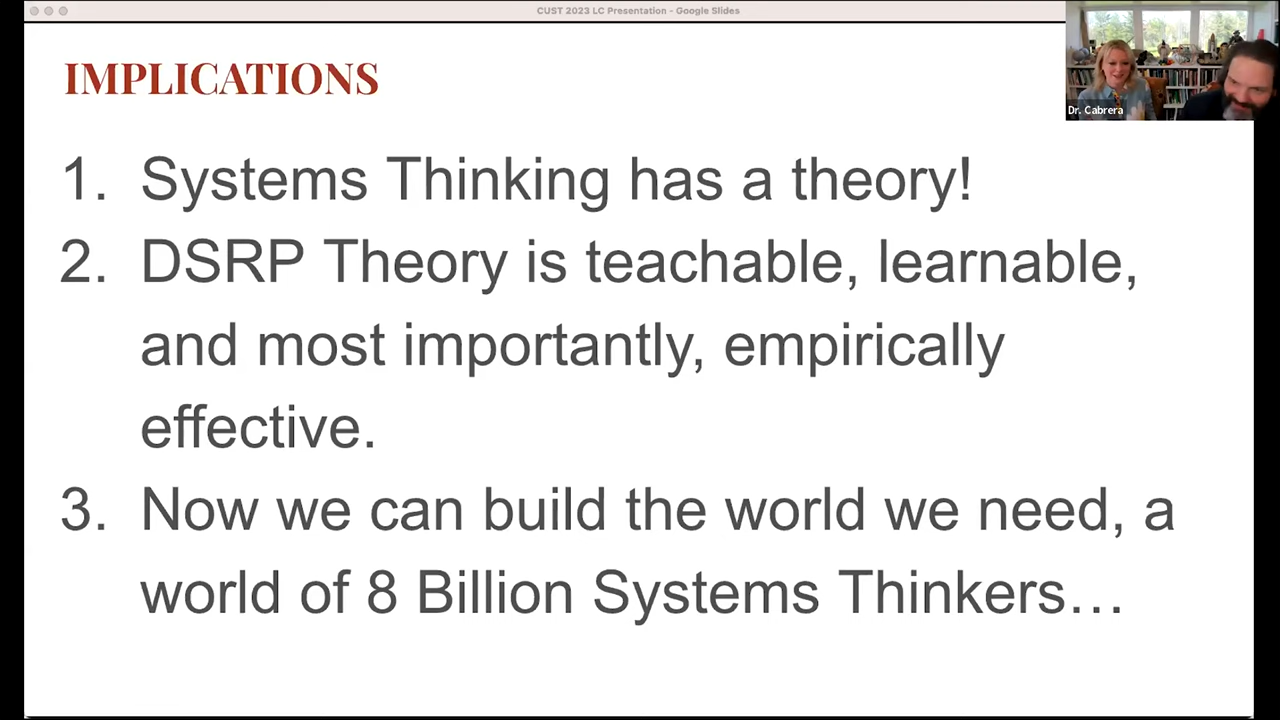 CUST 2023 LC Presentation - Google Slides
IMPLICATIONS
Dr. Cabrera
1. Systems Thinking has a theory!
2. DSRP Theory is teachable, learnable,
and most importantly, empirically
effective.
3. Now we can build the world we need, a
world of 8 Billion Systems Thinkers…